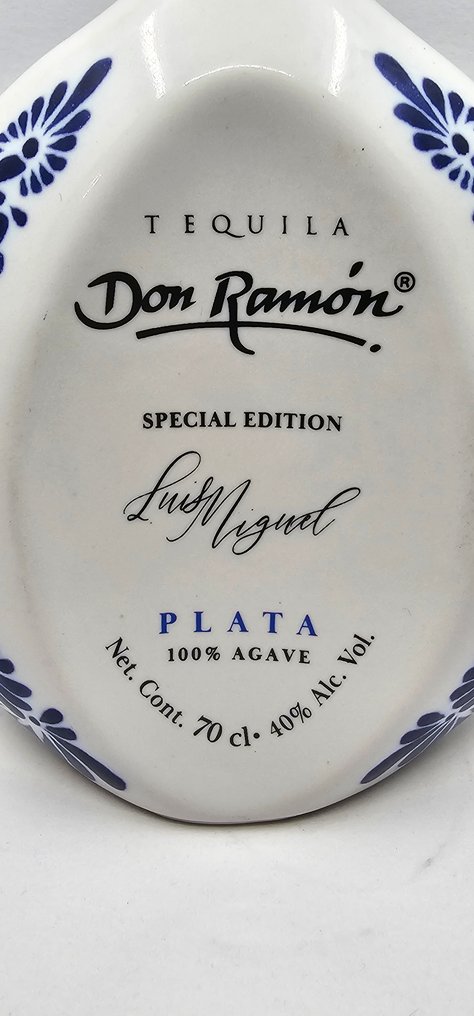 TEQUILA
Don Ramón®
SPECIAL EDITION
Luis Miguel
PLATA
100% AGAVE
Net. Cont. 70 cl• 40% Alc. Vol.